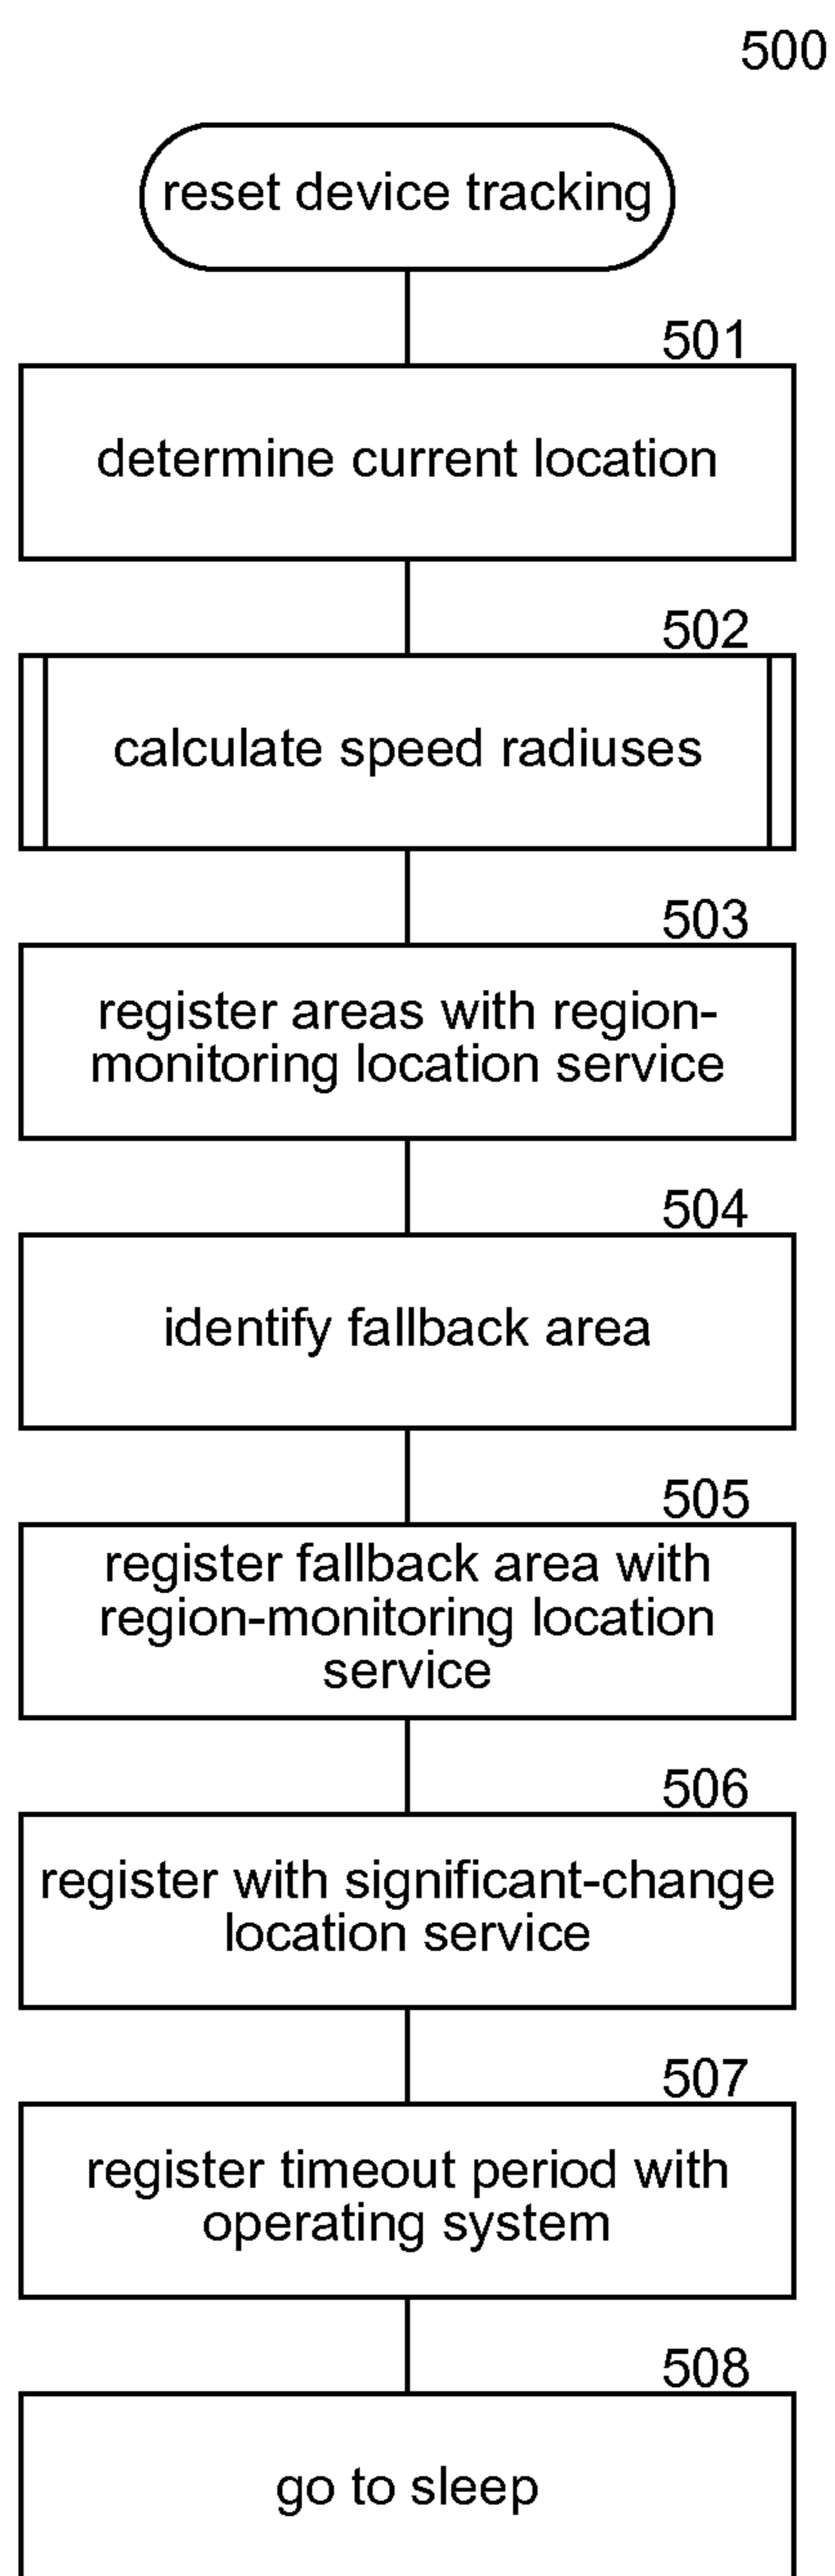 500
reset device tracking
501
determine current location
502
calculate speed radiuses
503
register areas with region-
monitoring location service
504
identify fallback area
505
register fallback area with
region-monitoring location
service
506
register with significant-change
location service
507
register timeout period with
operating system
508
go to sleep